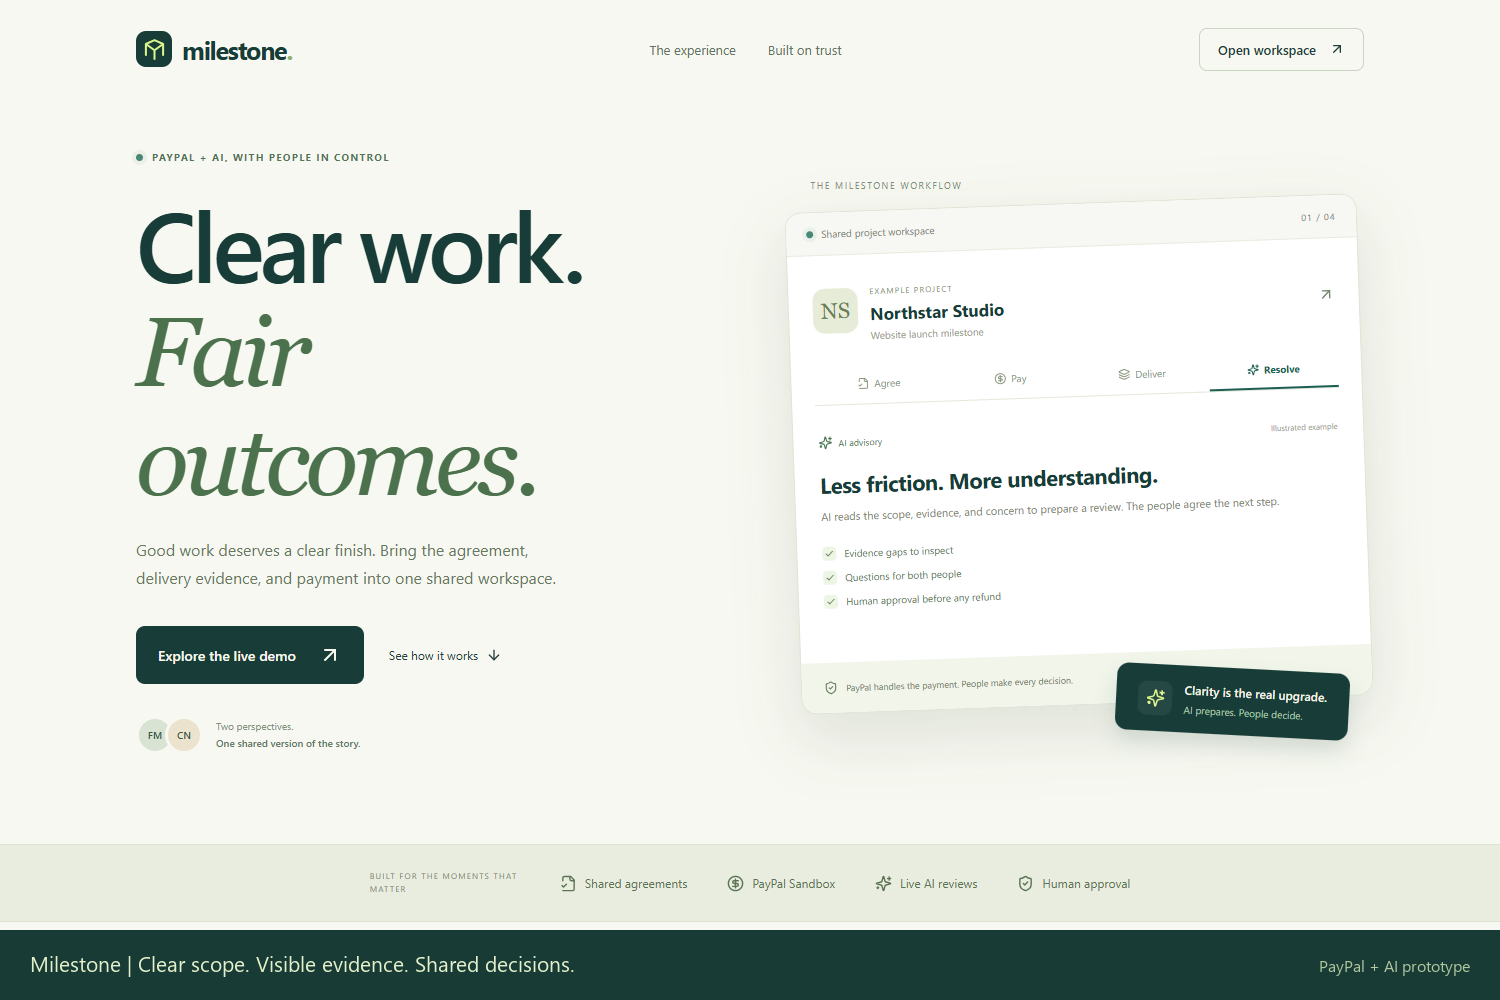 milestone.
The experience
Built on trust
Open workspace
PAYPAL + AI, WITH PEOPLE IN CONTROL
Clear work.
Fair
outcomes.
Good work deserves a clear finish. Bring the agreement,
delivery evidence, and payment into one shared workspace.
Explore the live demo
See how it works
FM
CN
Two perspectives.
One shared version of the story.
THE MILESTONE WORKFLOW
Shared project workspace
01 / 04
NS
EXAMPLE PROJECT
Northstar Studio
Website launch milestone
Agree
Pay
Deliver
Resolve
AI advisory
Illustrated example
Less friction. More understanding.
AI reads the scope, evidence, and concern to prepare a review. The people agree the next step.
Evidence gaps to inspect
Questions for both people
Human approval before any refund
PayPal handles the payment. People make every decision.
Clarity is the real upgrade.
AI prepares. People decide.
BUILT FOR THE MOMENTS THAT
MATTER
Shared agreements
PayPal Sandbox
Live AI reviews
Human approval
Milestone | Clear scope. Visible evidence. Shared decisions.
PayPal + AI prototype